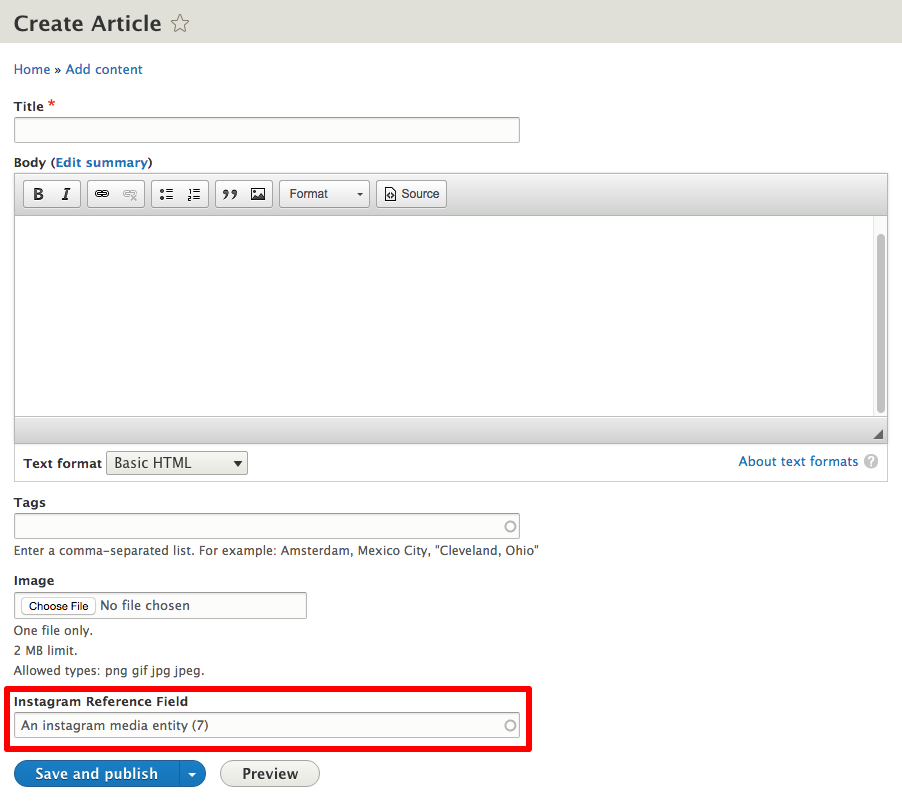 Create Article
Home » Add content
Title *
Body (Edit summary)
B I Format Source
Text format Basic HTML About text formats ?
Tags
Enter a comma-separated list. For example: Amsterdam, Mexico City, "Cleveland, Ohio"
Image
Choose File No file chosen
One file only.
2 MB limit.
Allowed types: png gif jpg jpeg.
Instagram Reference Field
An instagram media entity (7)
Save and publish Preview